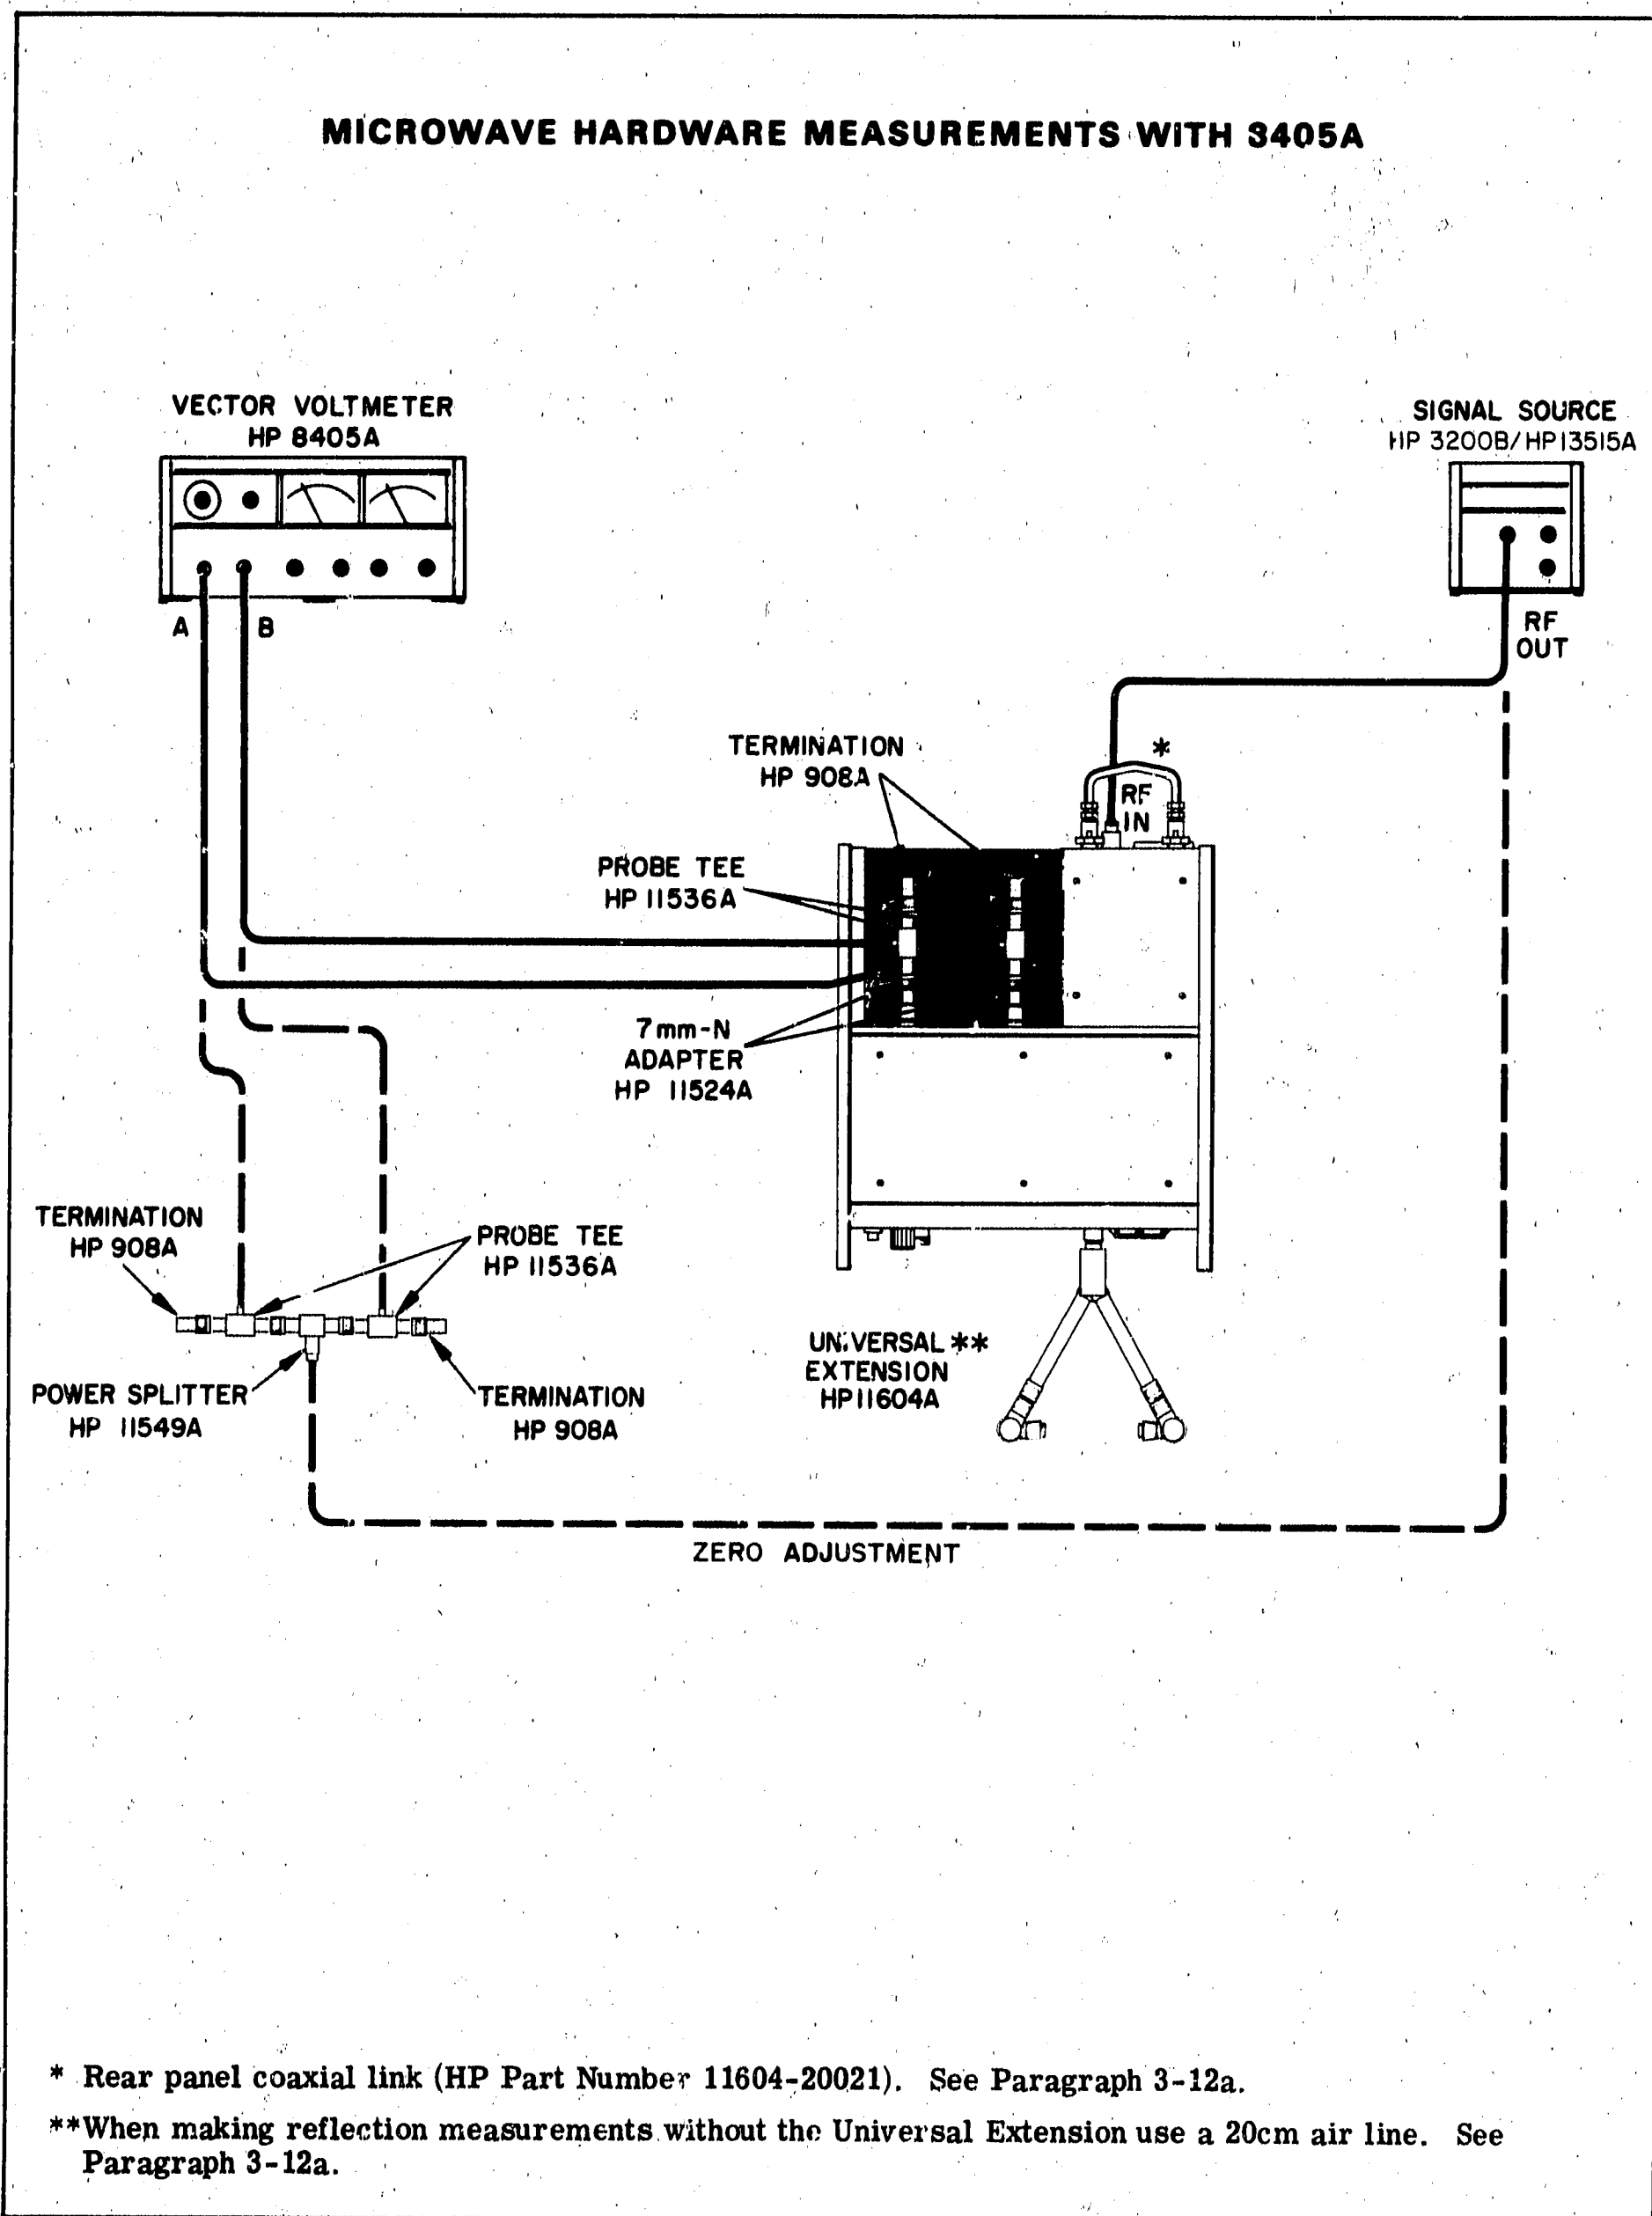 MICROWAVE HARDWARE MEASUREMENTS WITH 8405A
VECTOR VOLTMETER
HP 8405A
A
B
SIGNAL SOURCE
HP 3200B/HP13515A
RF
OUT
TERMINATION
HP 908A
*
RF
IN
PROBE TEE
HP 11536A
7mm-N
ADAPTER
HP 11524A
TERMINATION
HP 908A
PROBE TEE
HP 11536A
POWER SPLITTER
HP 11549A
TERMINATION
HP 908A
UNIVERSAL **
EXTENSION
HP11604A
ZERO ADJUSTMENT
* Rear panel coaxial link (HP Part Number 11604-20021). See Paragraph 3-12a.
**When making reflection measurements without the Universal Extension use a 20cm air line. See
Paragraph 3-12a.